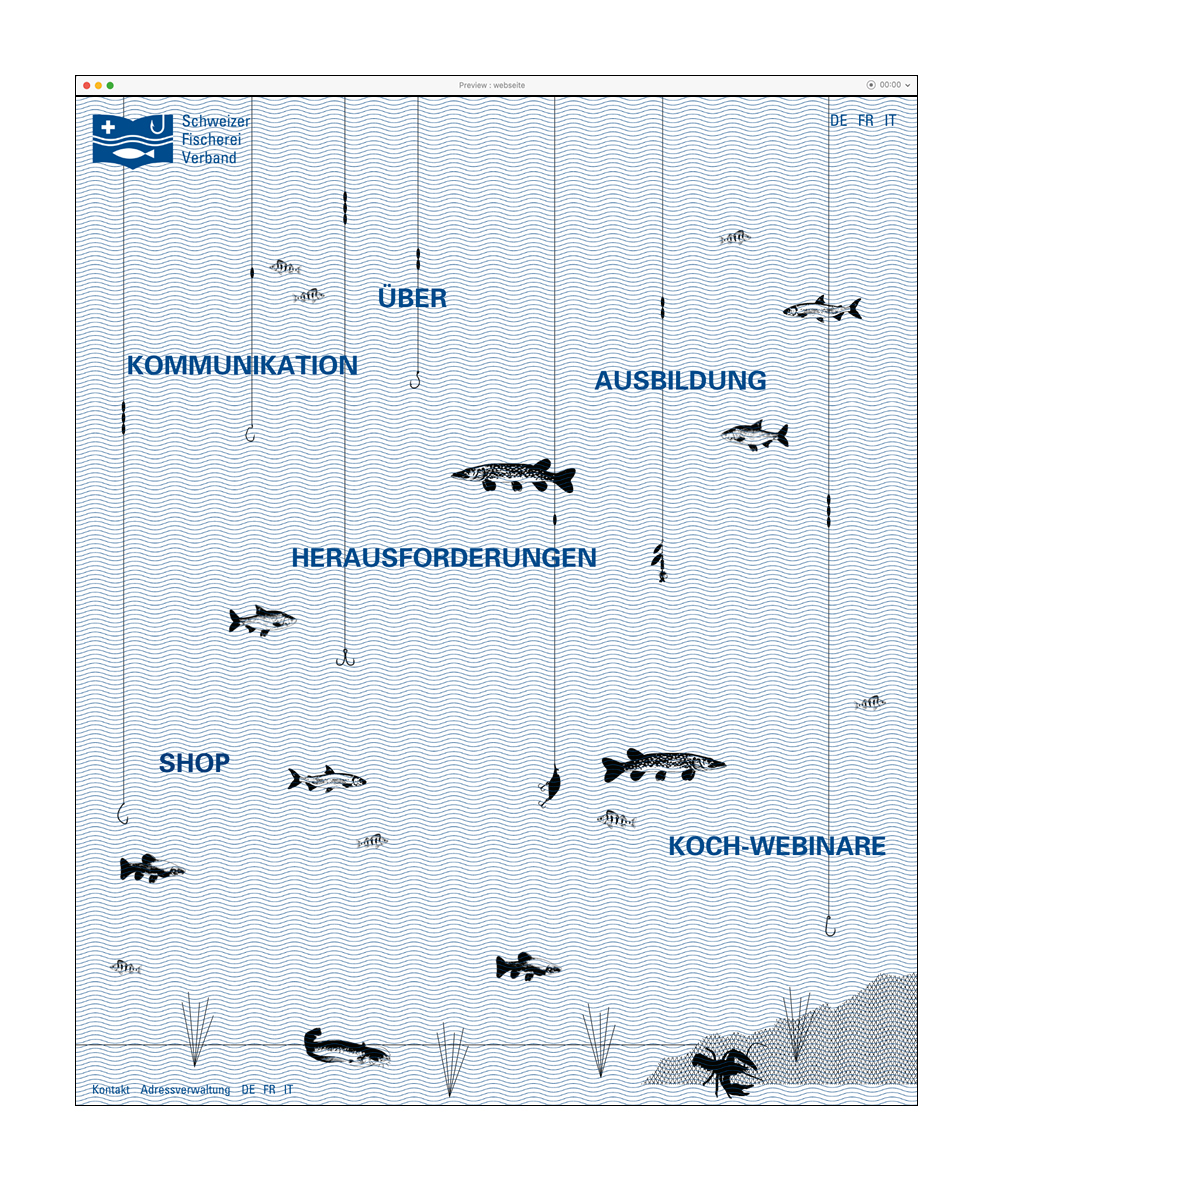 Preview : webseite
00:00
Schweizer
Fischerei
Verband
DE FR IT
ÜBER
KOMMUNIKATION
AUSBILDUNG
HERAUSFORDERUNGEN
SHOP
KOCH-WEBINARE
Kontakt Adressverwaltung DE FR IT